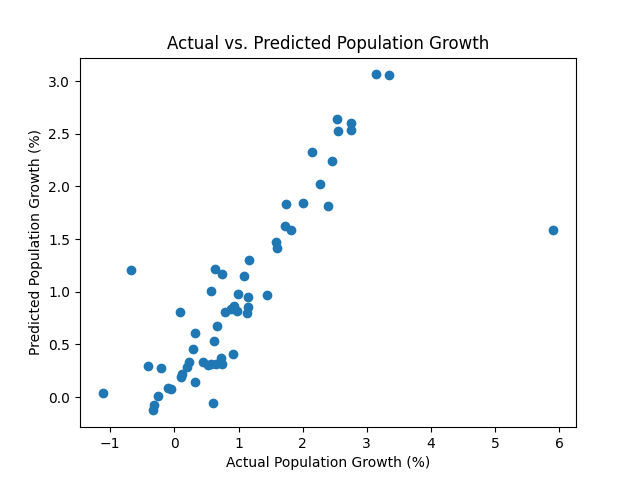 Actual vs. Predicted Population Growth
3.0
2.5
2.0
1.5
1.0
0.5
0.0
Predicted Population Growth (%)
−1 0 1 2 3 4 5 6
Actual Population Growth (%)